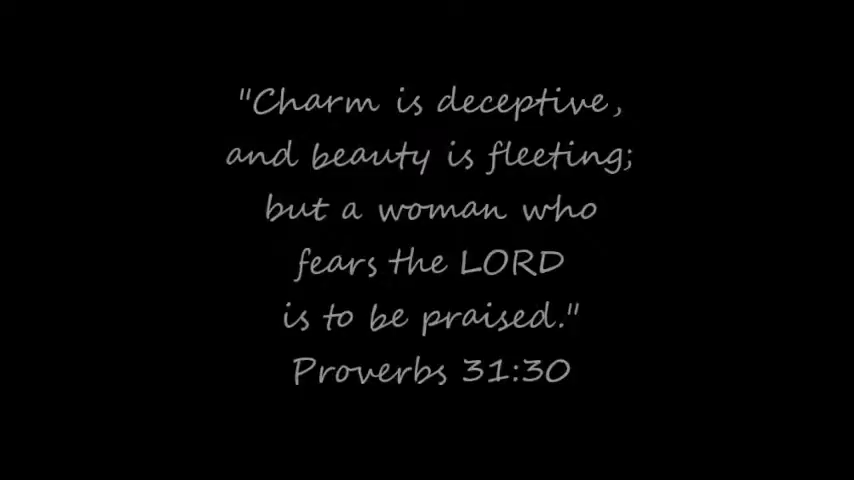 "Charm is deceptive,
and beauty is fleeting;
but a woman who
fears the LORD
is to be praised."
Proverbs 31:30